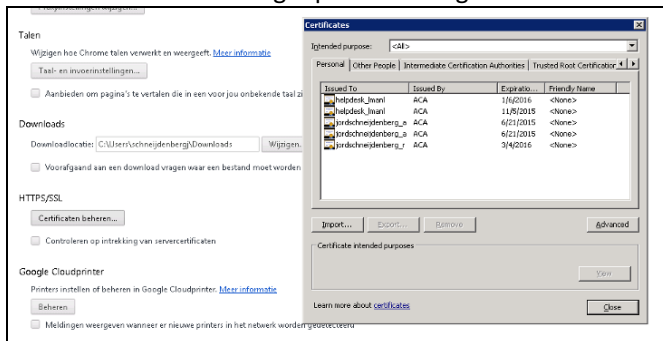 Talen
Wijzigen hoe Chrome talen verwerkt en weergeeft. Meer informatie
Taal- en invoerinstellingen...
Aanbieden om pagina's te vertalen die in een voor jou onbekende taal zi
Downloads
Downloadlocatie: C:\Users\schneijdenbergj\Downloads Wijzigen.
Voorafgaand aan een download vragen waar een bestand moet worden
HTTPS/SSL
Certificaten beheren...
Controleren op intrekking van servercertificaten
Google Cloudprinter
Printers instellen of beheren in Google Cloudprinter. Meer informatie
Beheren
Meldingen weergeven wanneer er nieuwe printers in het netwerk worden gedetecteerd
Certificates
Intended purpose: <All>
Personal Other People Intermediate Certification Authorities Trusted Root Certification
Issued To Issued By Expiratio... Friendly Name
helpdesk_lmanl ACA 1/6/2016 <None>
helpdesk_lmanl ACA 11/5/2015 <None>
jordschneijdenberg_a ACA 6/21/2015 <None>
jordschneijdenberg_a ACA 6/21/2015 <None>
jordschneijdenberg_r ACA 3/4/2016 <None>
Import... Export... Remove Advanced
Certificate intended purposes
View
Learn more about certificates
Close